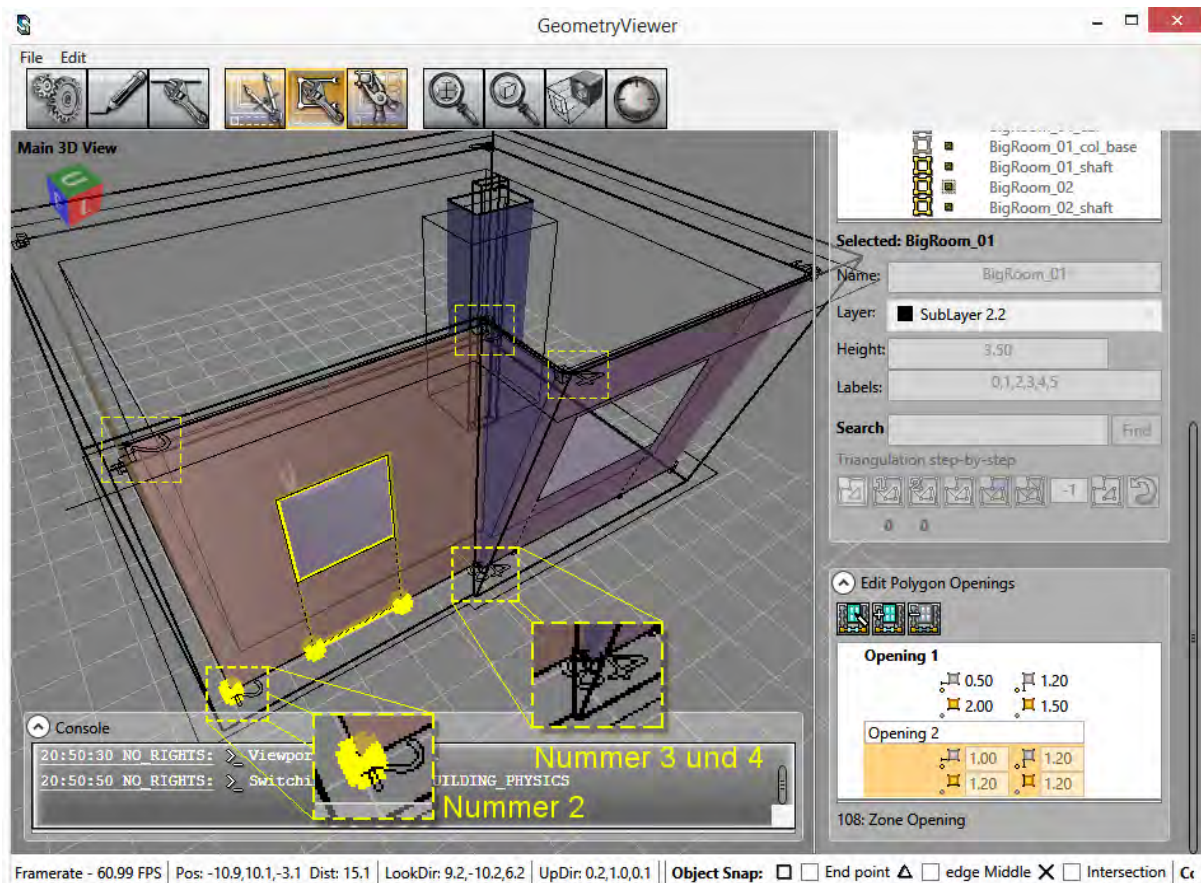 GeometryViewer
File Edit
Main 3D View
BigRoom_01_col_base
BigRoom_01_shaft
BigRoom_02
BigRoom_02_shaft
Selected: BigRoom_01
Name: BigRoom_01
Layer: SubLayer 2.2
Height: 3.50
Labels: 0,1,2,3,4,5
Search Find
Triangulation step-by-step
-1
0 0
Edit Polygon Openings
Opening 1
0.50 1.20
2.00 1.50
Opening 2
1.00 1.20
1.20 1.20
108: Zone Opening
Nummer 3 und 4
Nummer 2
Console
20:50:30 NO_RIGHTS: >_ Viewpor
20:50:50 NO_RIGHTS: >_ Switchi UILDING_PHYSICS
Framerate - 60.99 FPS Pos: -10.9,10.1,-3.1 Dist: 15.1 LookDir: 9.2,-10.2,6.2 UpDir: 0.2,1.0,0.1 Object Snap: End point edge Middle Intersection